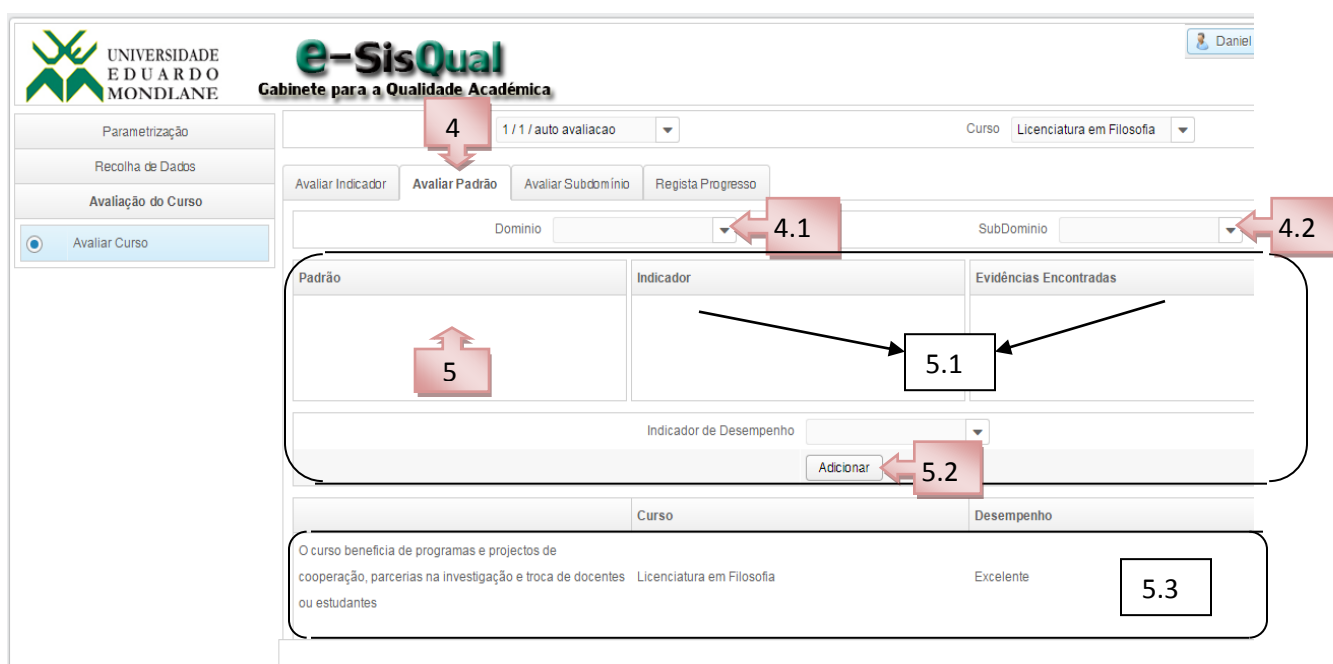 UNIVERSIDADE
EDUARDO
MONDLANE
e-SisQual
Gabinete para a Qualidade Académica
Daniel
Parametrização
Recolha de Dados
Avaliação do Curso
Avaliar Curso
4
1 / 1 / auto avaliacao
Curso Licenciatura em Filosofia
Avaliar Indicador Avaliar Padrão Avaliar Subdomínio Regista Progresso
Dominio 4.1 SubDominio 4.2
Padrão Indicador Evidências Encontradas
5 5.1
Indicador de Desempenho
Adicionar 5.2
Curso Desempenho
O curso beneficia de programas e projectos de
cooperação, parcerias na investigação e troca de docentes Licenciatura em Filosofia Excelente
ou estudantes
5.3